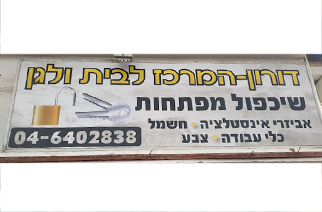 דורון-המרכז לבית ולגן
שיכפול מפתחות
אביזרי אינסטלציה • חשמל
כלי עבודה • צבע
04-6402838